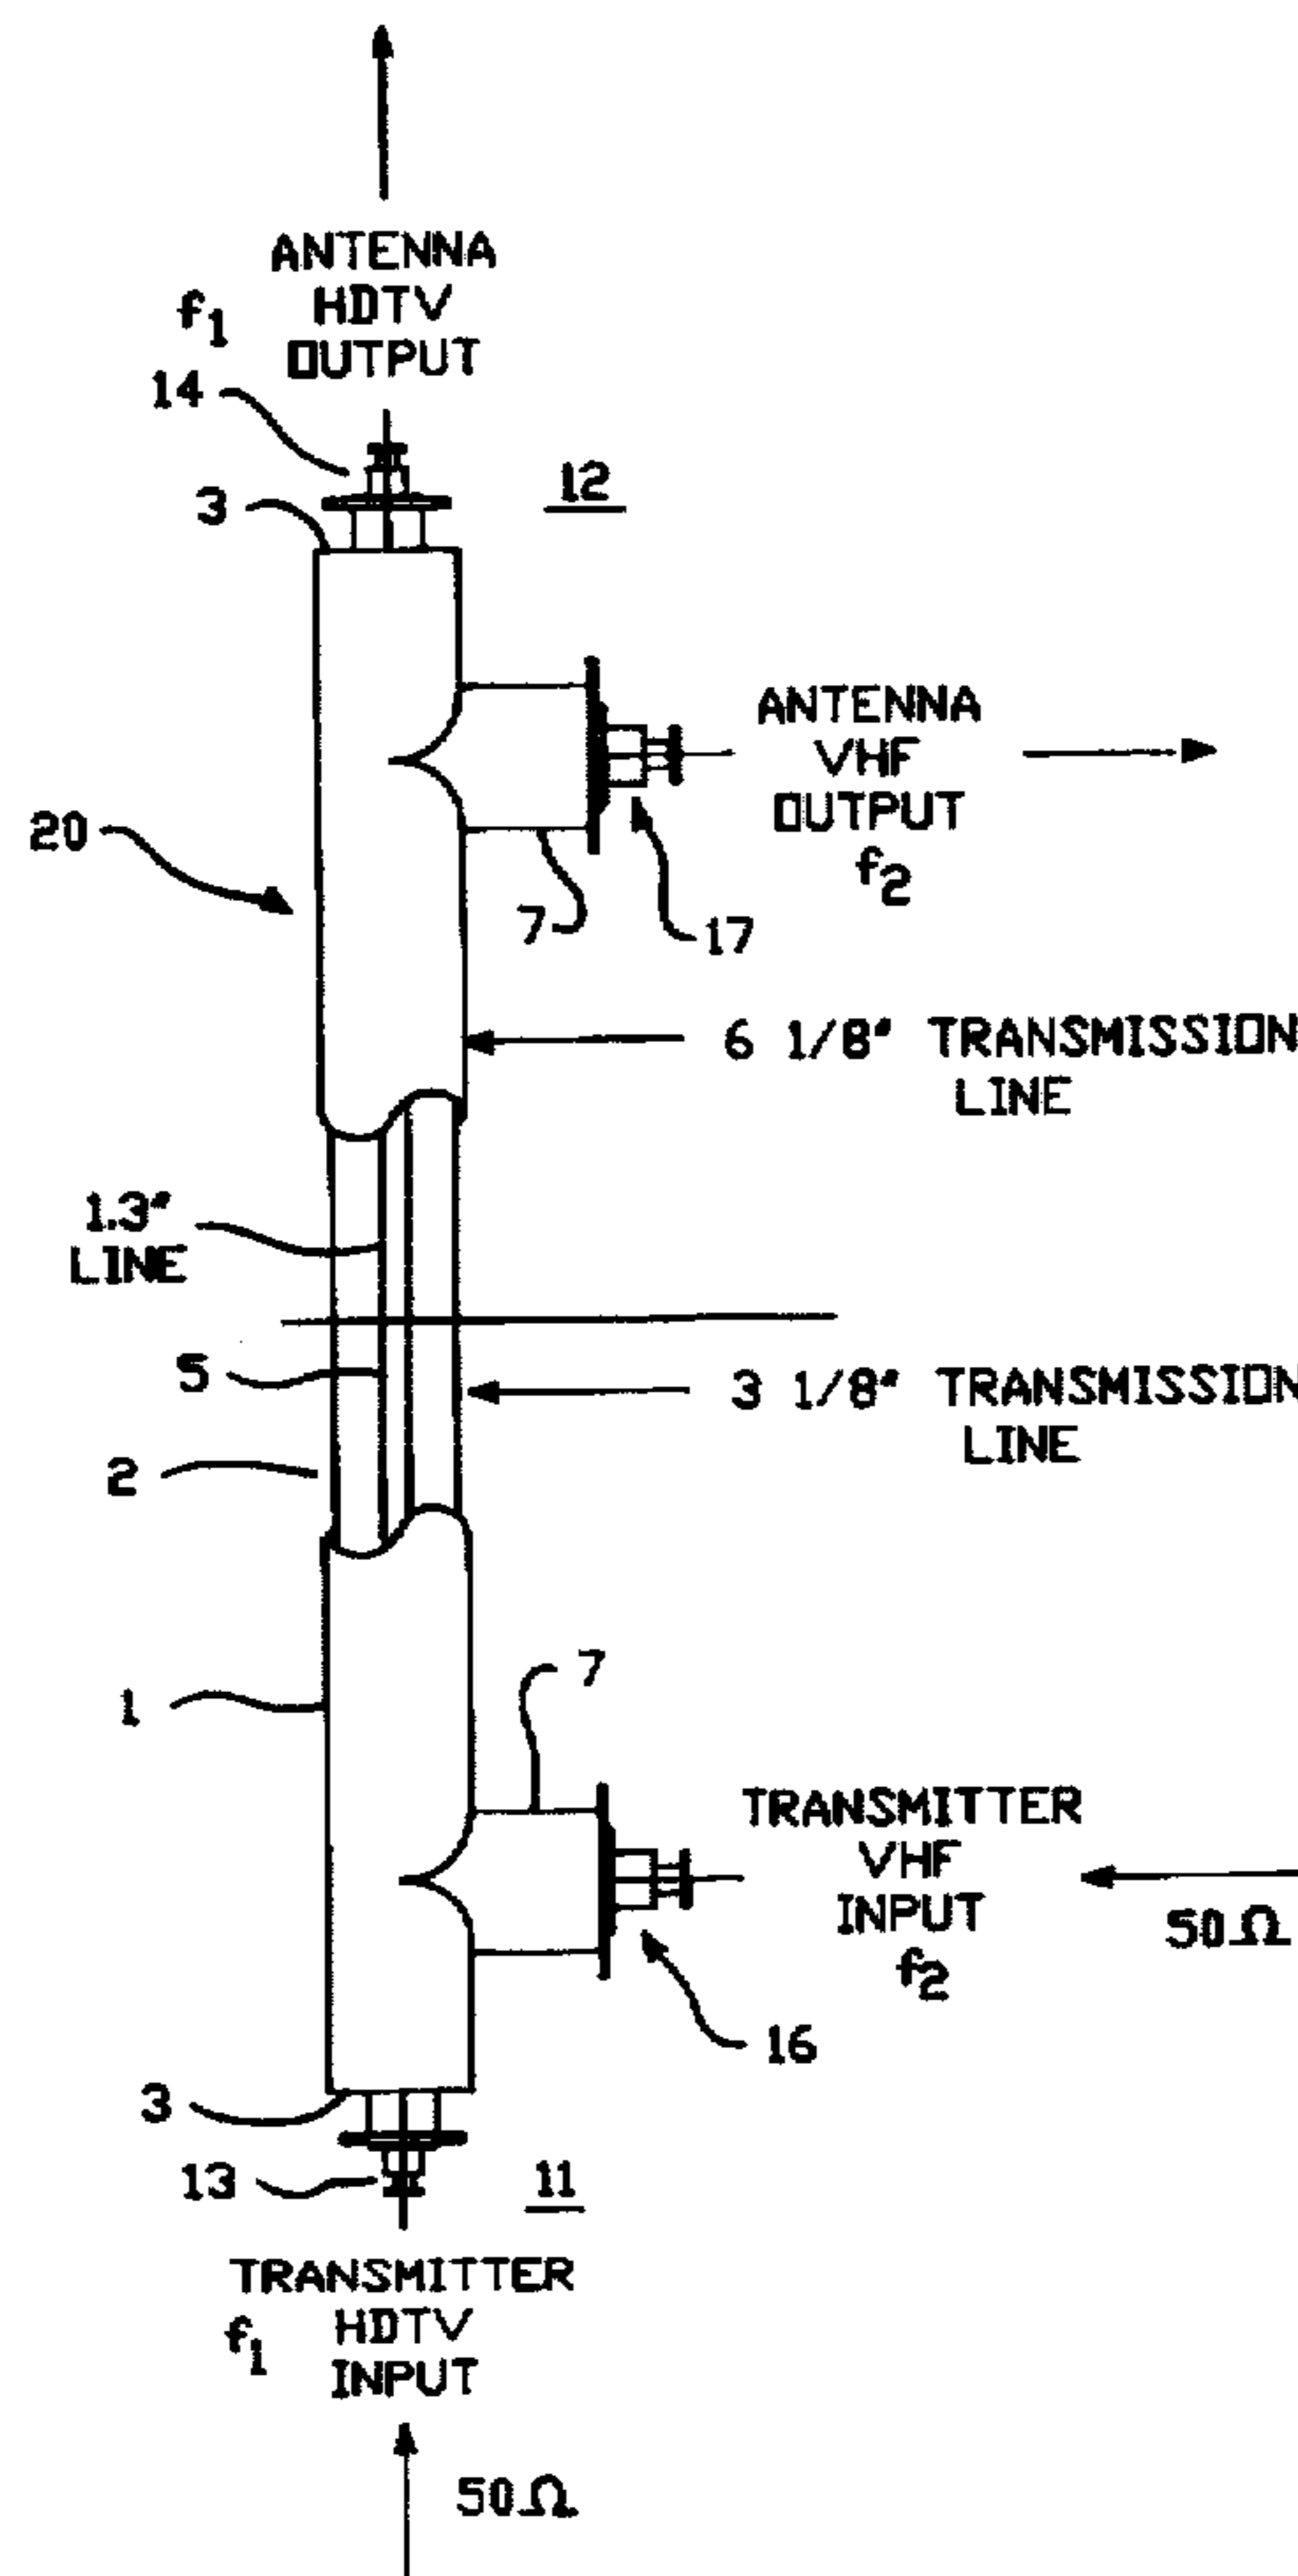 ANTENNA
HDTV
OUTPUT
f1
14
3
12
ANTENNA
VHF
OUTPUT
f2
20
7
17
6 1/8" TRANSMISSION
LINE
1.3"
LINE
5
3 1/8" TRANSMISSION
LINE
2
7
1
TRANSMITTER
VHF
INPUT
f2
50Ω
16
3
13
11
TRANSMITTER
HDTV
INPUT
f1
50Ω